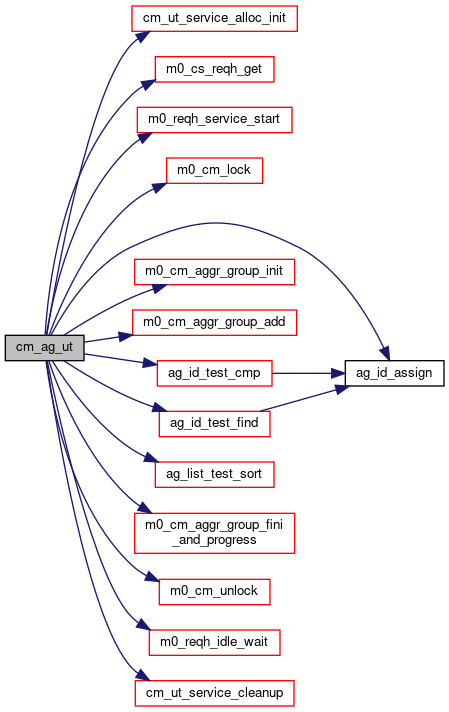 cm_ut_service_alloc_init
m0_cs_reqh_get
m0_reqh_service_start
m0_cm_lock
m0_cm_aggr_group_init
m0_cm_aggr_group_add
cm_ag_ut
ag_id_test_cmp
ag_id_assign
ag_id_test_find
ag_list_test_sort
m0_cm_aggr_group_fini
_and_progress
m0_cm_unlock
m0_reqh_idle_wait
cm_ut_service_cleanup